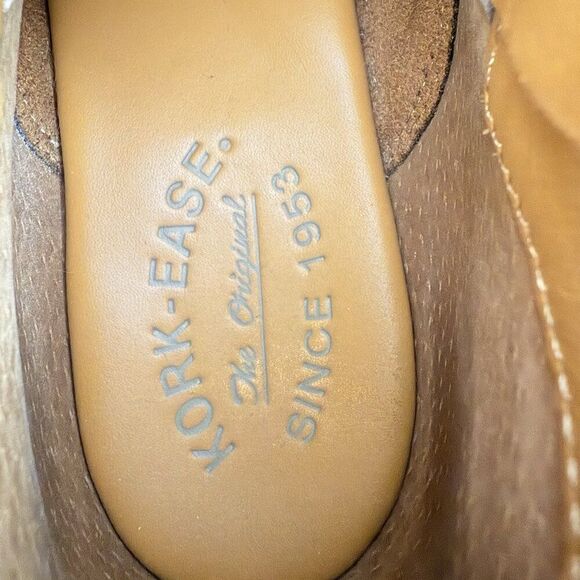 KORK-EASE.
The Original
SINCE 1953